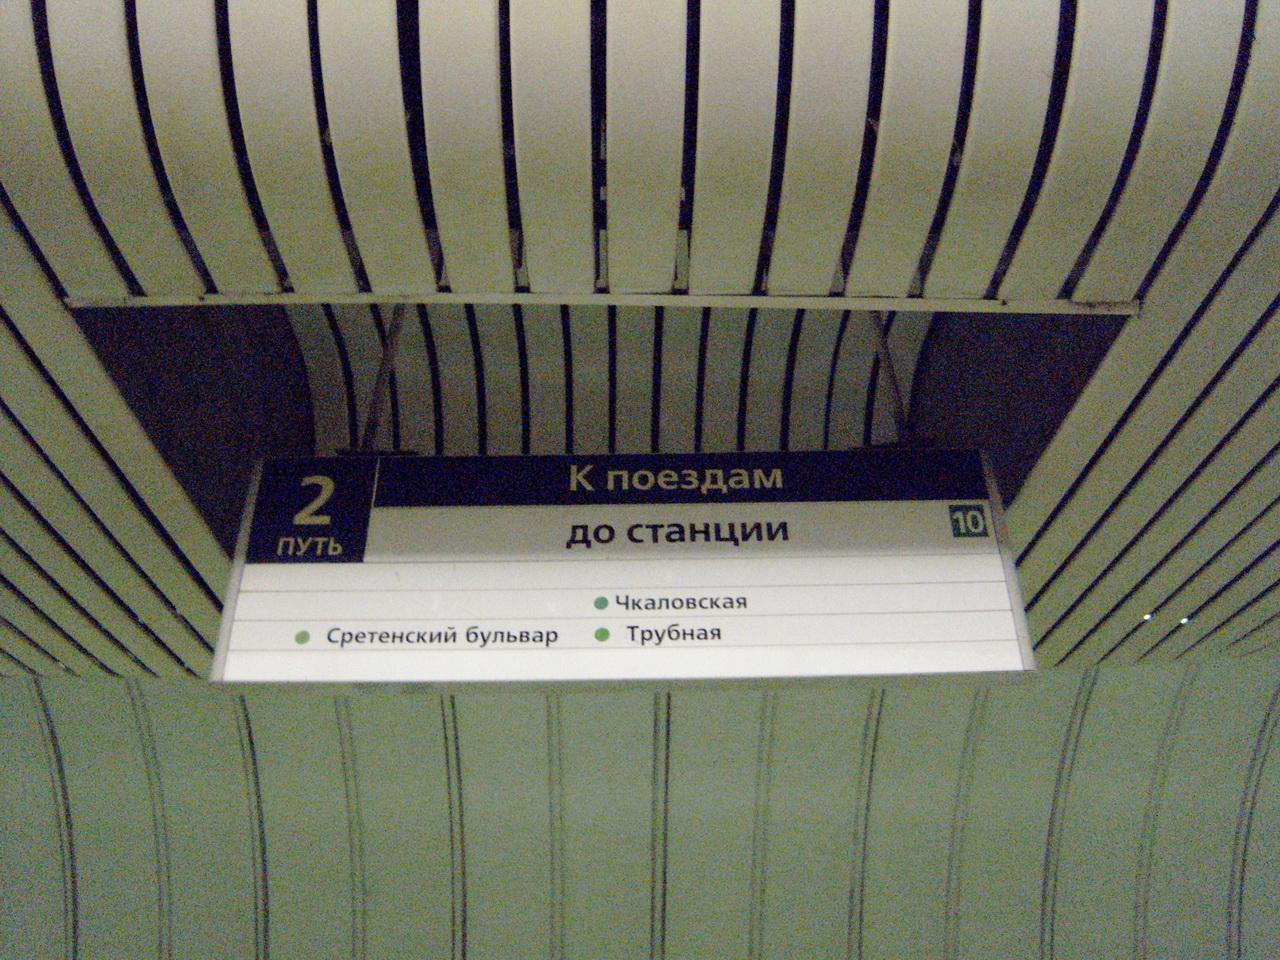 К поездам
2
путь
до станции
10
Чкаловская
Сретенский бульвар
Трубная